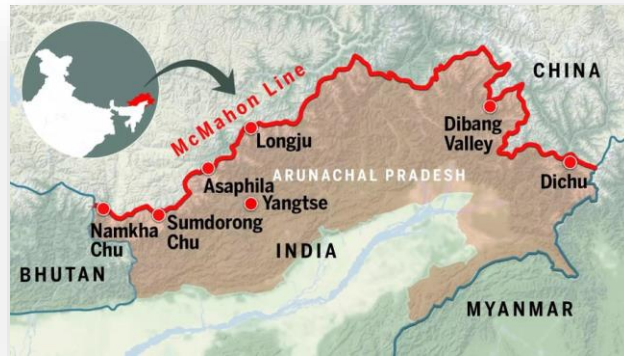 CHINA
McMahon Line
Dibang
Valley
Longju
Asaphila
ARUNACHAL PRADESH
Dichu
Yangtse
Namkha
Chu
Sumdorong
Chu
INDIA
BHUTAN
MYANMAR